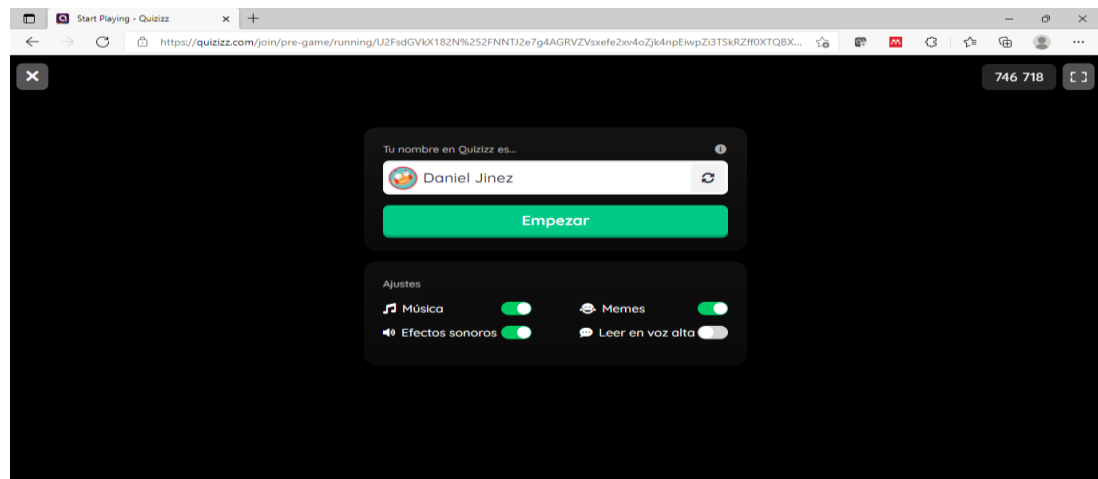 Start Playing - Quizizz
https://quizizz.com/join/pre-game/running/U2FsdGVkX182N%252FNNTJ2e7g4AGRVZVsxefe2xv4oZjk4npEiwpZi3TSkRZff0XTQBX...
746 718
Tu nombre en Quizizz es...
Daniel Jinez
Empezar
Ajustes
Música
Memes
Efectos sonoros
Leer en voz alta